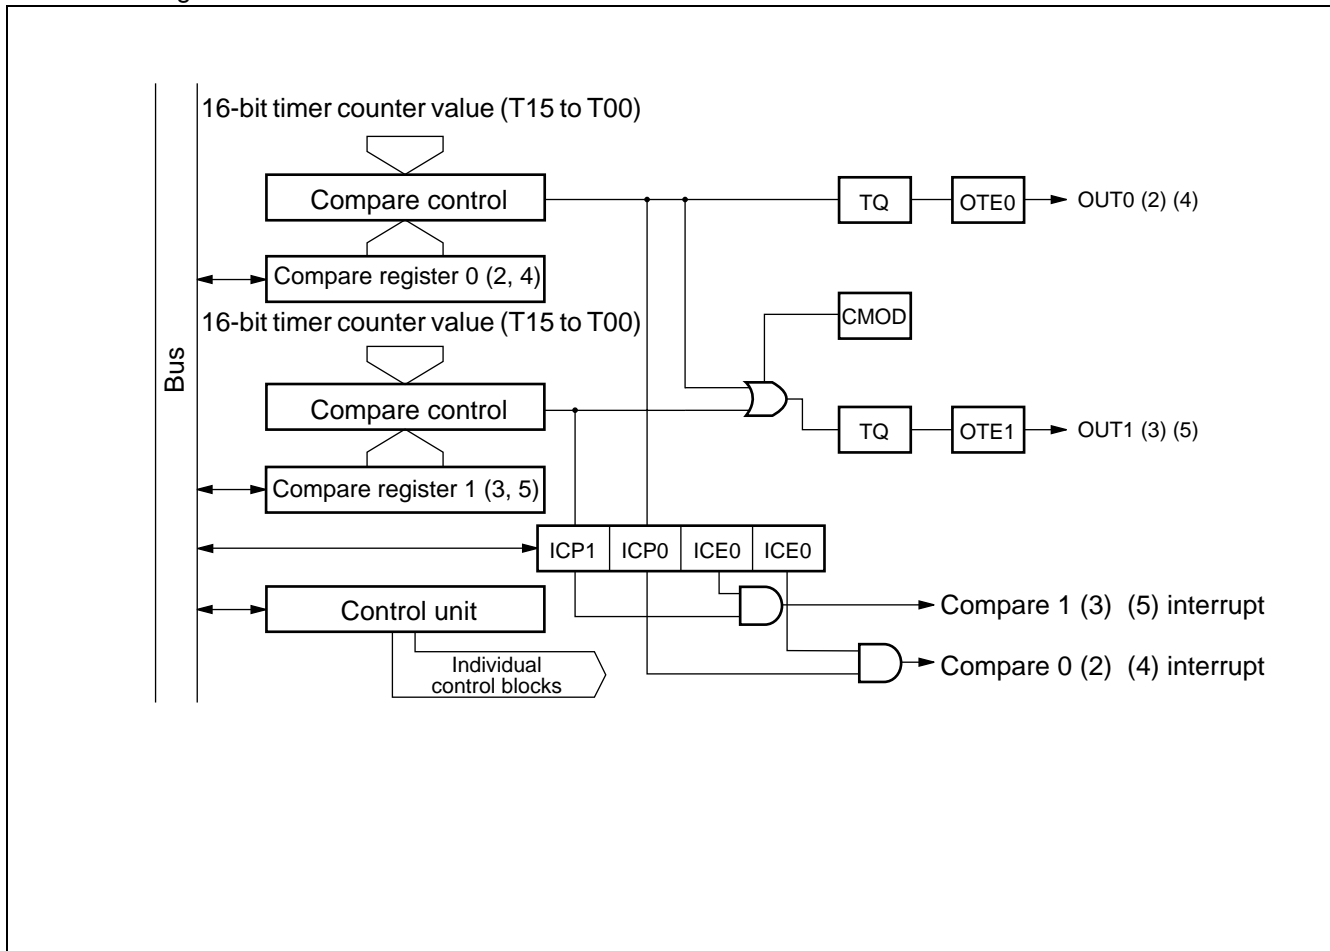 16-bit timer counter value (T15 to T00)
Compare control
TQ
OTE0
OUT0 (2) (4)
Compare register 0 (2, 4)
CMOD
16-bit timer counter value (T15 to T00)
Bus
Compare control
TQ
OTE1
OUT1 (3) (5)
Compare register 1 (3, 5)
ICP1
ICP0
ICE0
ICE0
Control unit
Compare 1 (3) (5) interrupt
Individual
control blocks
Compare 0 (2) (4) interrupt